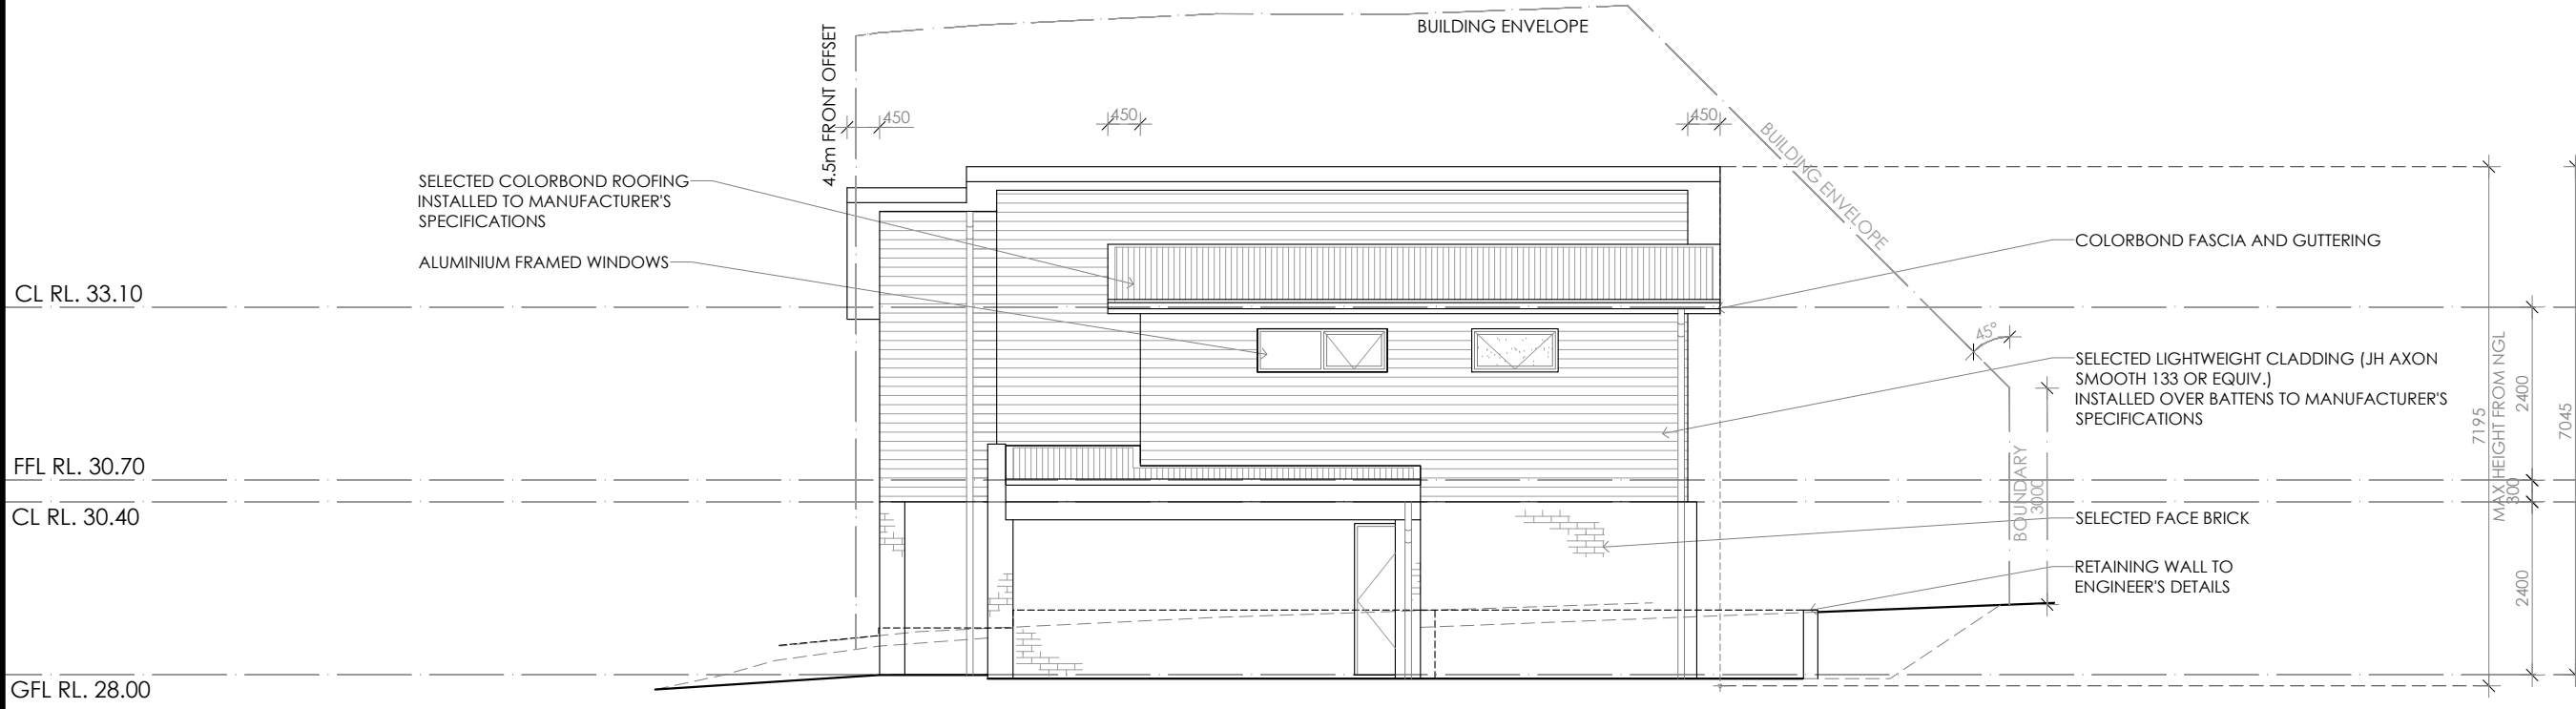 BUILDING ENVELOPE
4.5m FRONT OFFSET
450
450
450
BUILDING ENVELOPE
SELECTED COLORBOND ROOFING
INSTALLED TO MANUFACTURER'S
SPECIFICATIONS
ALUMINIUM FRAMED WINDOWS
COLORBOND FASCIA AND GUTTERING
CL RL. 33.10
45°
SELECTED LIGHTWEIGHT CLADDING (JH AXON
SMOOTH 133 OR EQUIV.)
INSTALLED OVER BATTENS TO MANUFACTURER'S
SPECIFICATIONS
FFL RL. 30.70
CL RL. 30.40
BOUNDARY
3000
SELECTED FACE BRICK
RETAINING WALL TO
ENGINEER'S DETAILS
7195
MAX HEIGHT FROM NGL
2400
300
2400
7045
GFL RL. 28.00